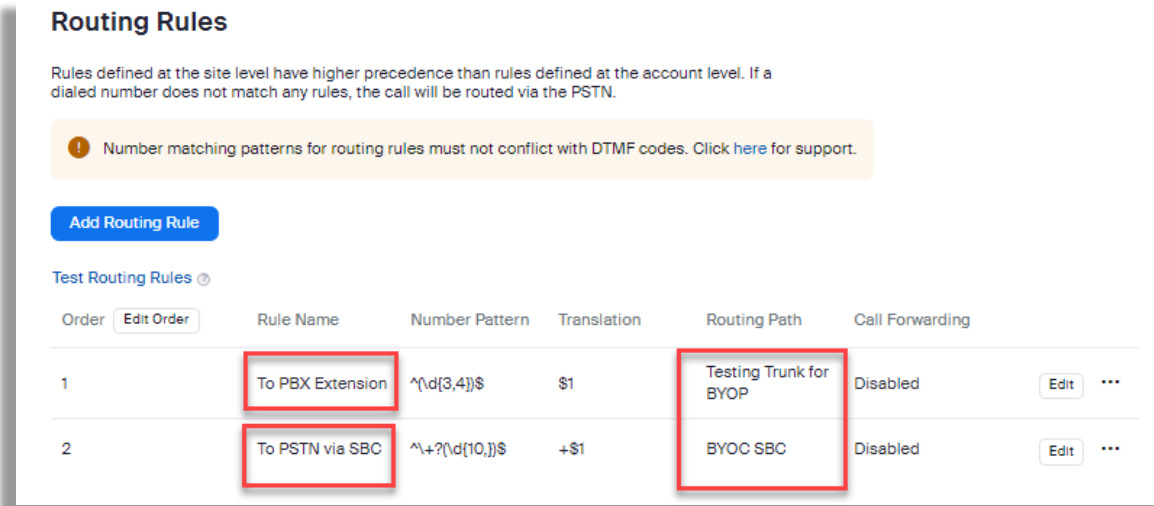 Routing Rules
Rules defined at the site level have higher precedence than rules defined at the account level. If a
dialed number does not match any rules, the call will be routed via the PSTN.
! Number matching patterns for routing rules must not conflict with DTMF codes. Click here for support.
Add Routing Rule
Test Routing Rules ?
Order Edit Order Rule Name Number Pattern Translation Routing Path Call Forwarding
1 To PBX Extension ^(\d{3,4})$ $1 Testing Trunk for BYOP Disabled Edit ...
2 To PSTN via SBC ^\+?(\d{10,})$ +$1 BYOC SBC Disabled Edit ...